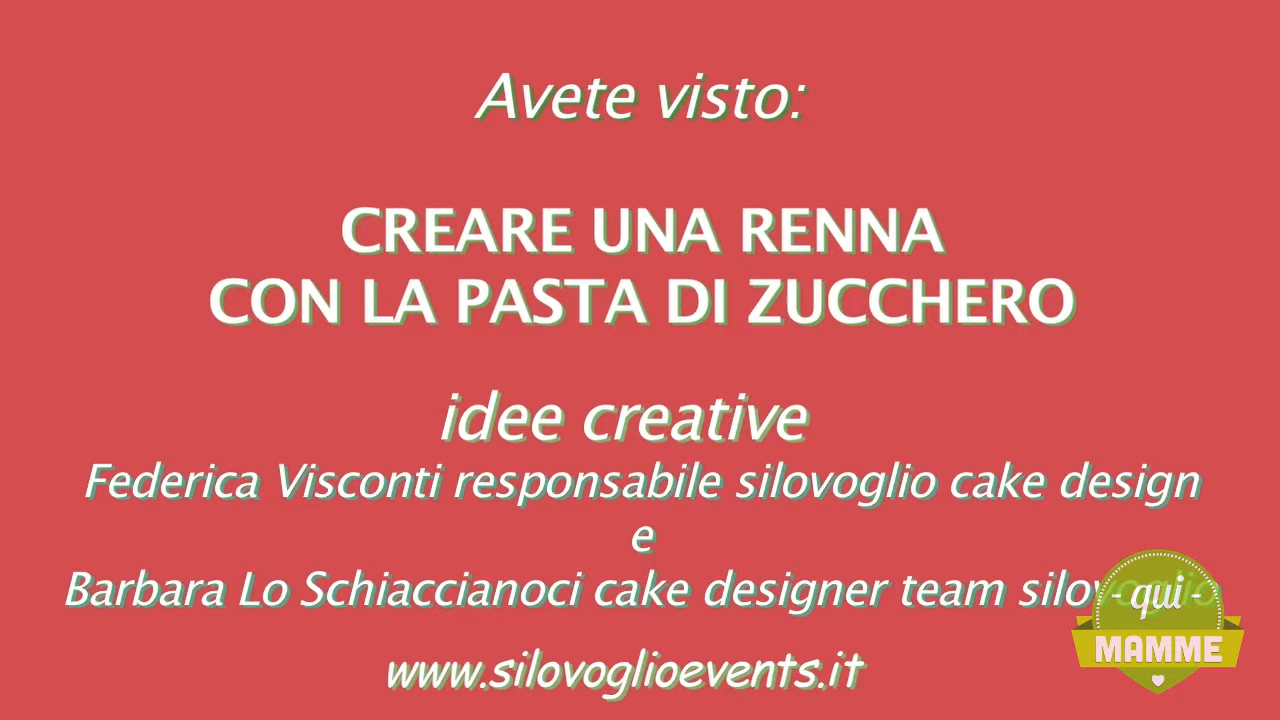 Avete visto:
CREARE UNA RENNA
CON LA PASTA DI ZUCCHERO
idee creative
Federica Visconti responsabile silovoglio cake design
e
Barbara Lo Schiaccianoci cake designer team silovoglio
www.silovoglioevents.it
- qui -
MAMME